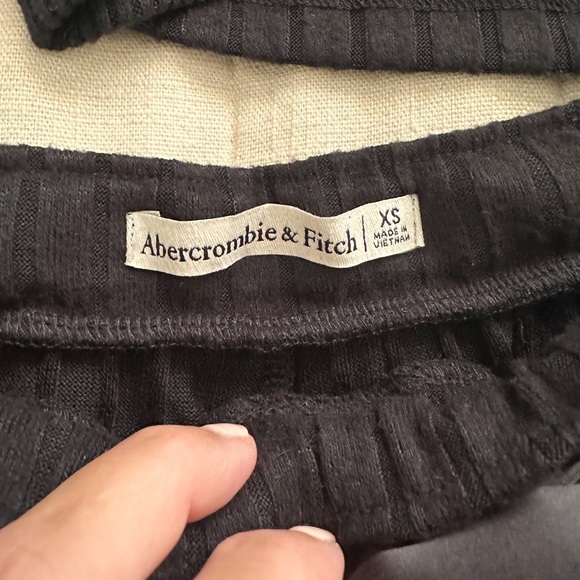 Abercrombie & Fitch
XS
MADE IN
VIETNAM